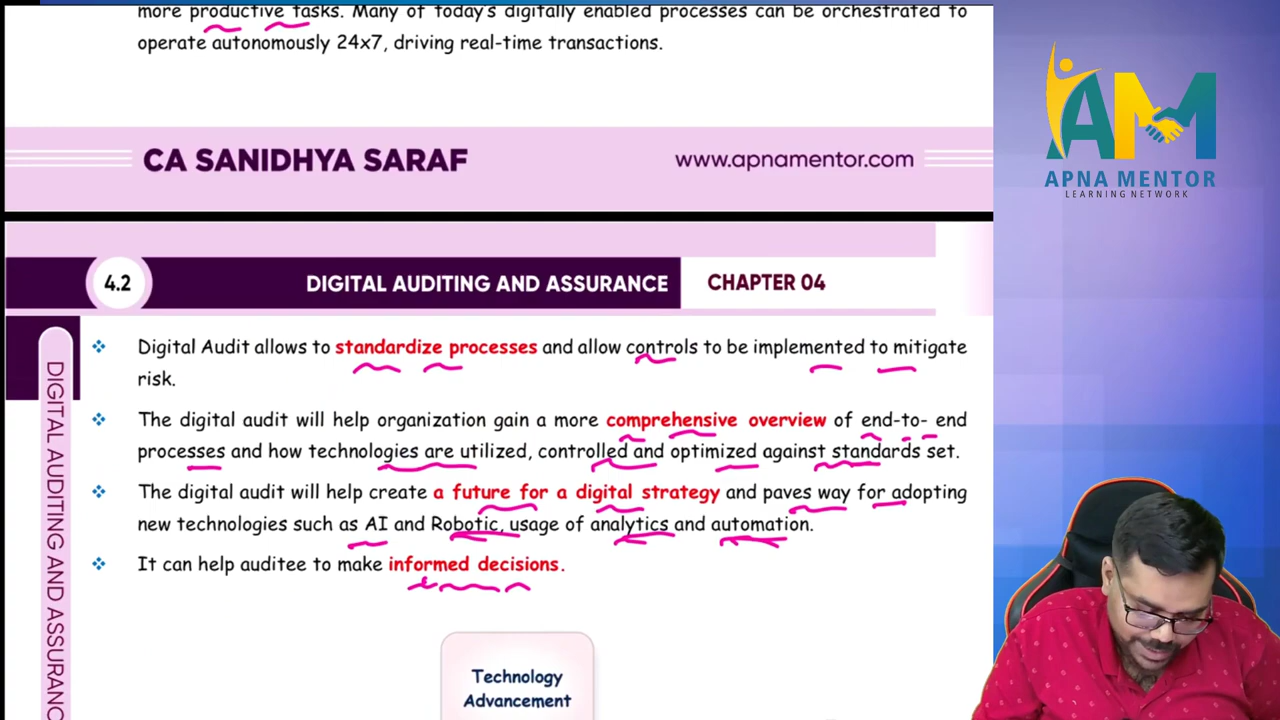 more productive tasks. Many of today's digitally enabled processes can be orchestrated to
operate autonomously 24x7, driving real-time transactions.
CA SANIDHYA SARAF
www.apnamentor.com
AM
APNA MENTOR
LEARNING NETWORK
4.2
DIGITAL AUDITING AND ASSURANCE
CHAPTER 04
DIGITAL AUDITING AND ASSURANC
Digital Audit allows to standardize processes and allow controls to be implemented to mitigate
risk.
The digital audit will help organization gain a more comprehensive overview of end-to- end
processes and how technologies are utilized, controlled and optimized against standards set.
The digital audit will help create a future for a digital strategy and paves way for adopting
new technologies such as AI and Robotic, usage of analytics and automation.
It can help auditee to make informed decisions.
Technology
Advancement